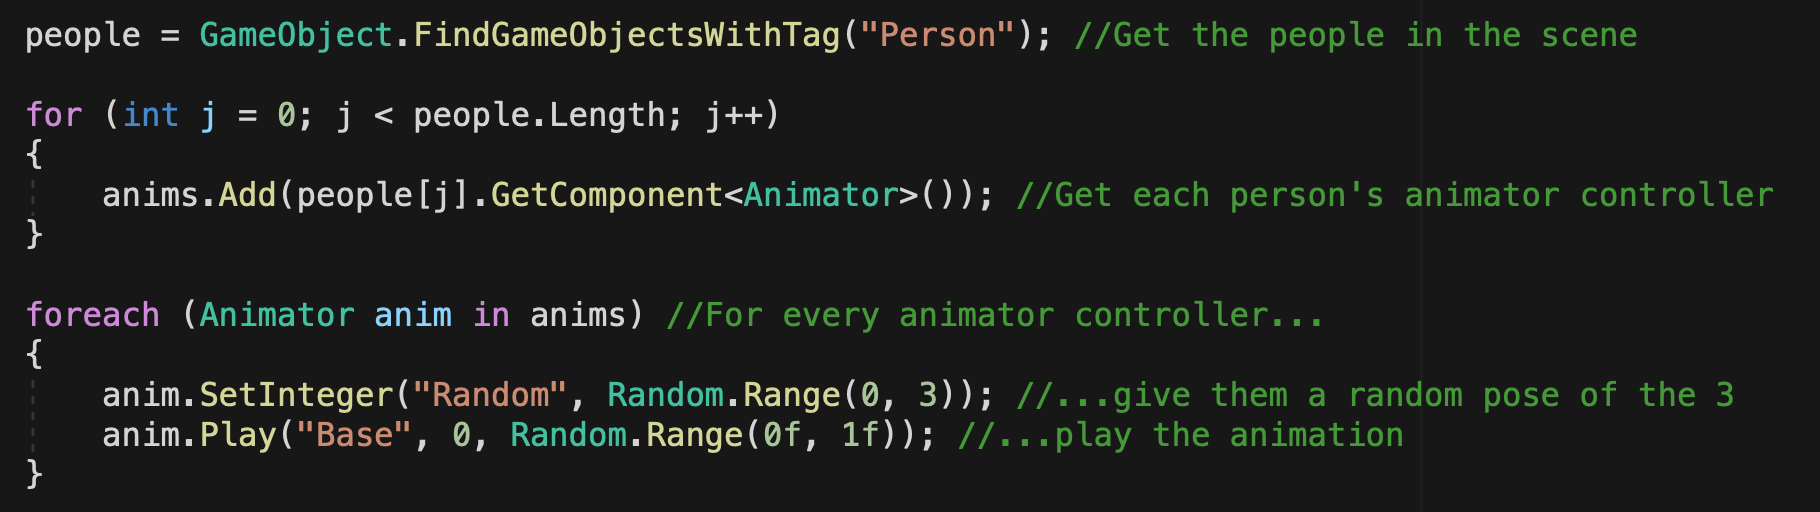 people = GameObject.FindGameObjectsWithTag("Person"); //Get the people in the scene
for (int j = 0; j < people.Length; j++)
{
anims.Add(people[j].GetComponent<Animator>()); //Get each person's animator controller
}
foreach (Animator anim in anims) //For every animator controller...
{
anim.SetInteger("Random", Random.Range(0, 3)); //...give them a random pose of the 3
anim.Play("Base", 0, Random.Range(0f, 1f)); //...play the animation
}